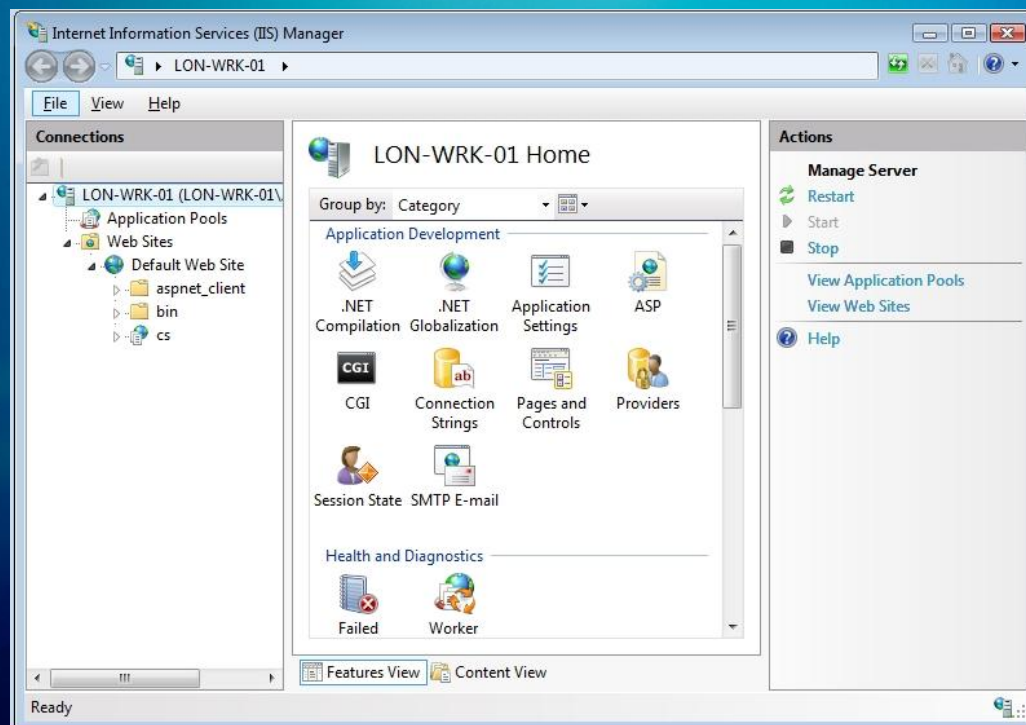 Internet Information Services (IIS) Manager
LON-WRK-01
File View Help
Connections
LON-WRK-01 (LON-WRK-01\
Application Pools
Web Sites
Default Web Site
aspnet_client
bin
cs
LON-WRK-01 Home
Group by: Category
Application Development
.NET Compilation
.NET Globalization
Application Settings
ASP
CGI
CGI
ab
Connection Strings
Pages and Controls
Providers
Session State
SMTP E-mail
Health and Diagnostics
Failed
Worker
Features View
Content View
Actions
Manage Server
Restart
Start
Stop
View Application Pools
View Web Sites
Help
Ready